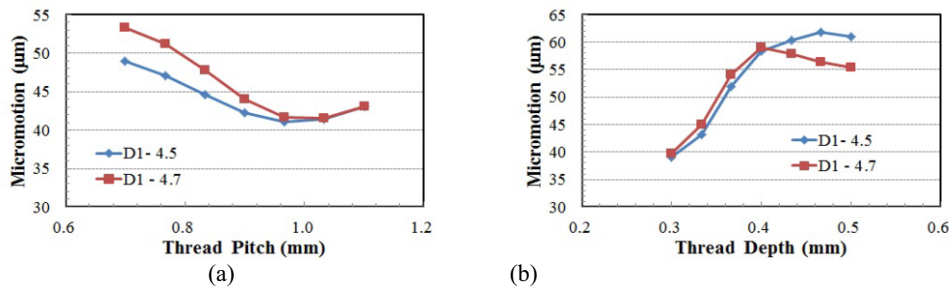 55
50
45
40
35
30
Micromotion (µm)
D1- 4.5
D1 - 4.7
0.6 0.8 1.0 1.2
Thread Pitch (mm)
(a)
65
60
55
50
45
40
35
30
Micromotion (µm)
D1- 4.5
D1 - 4.7
0.2 0.3 0.4 0.5 0.6
Thread Depth (mm)
(b)